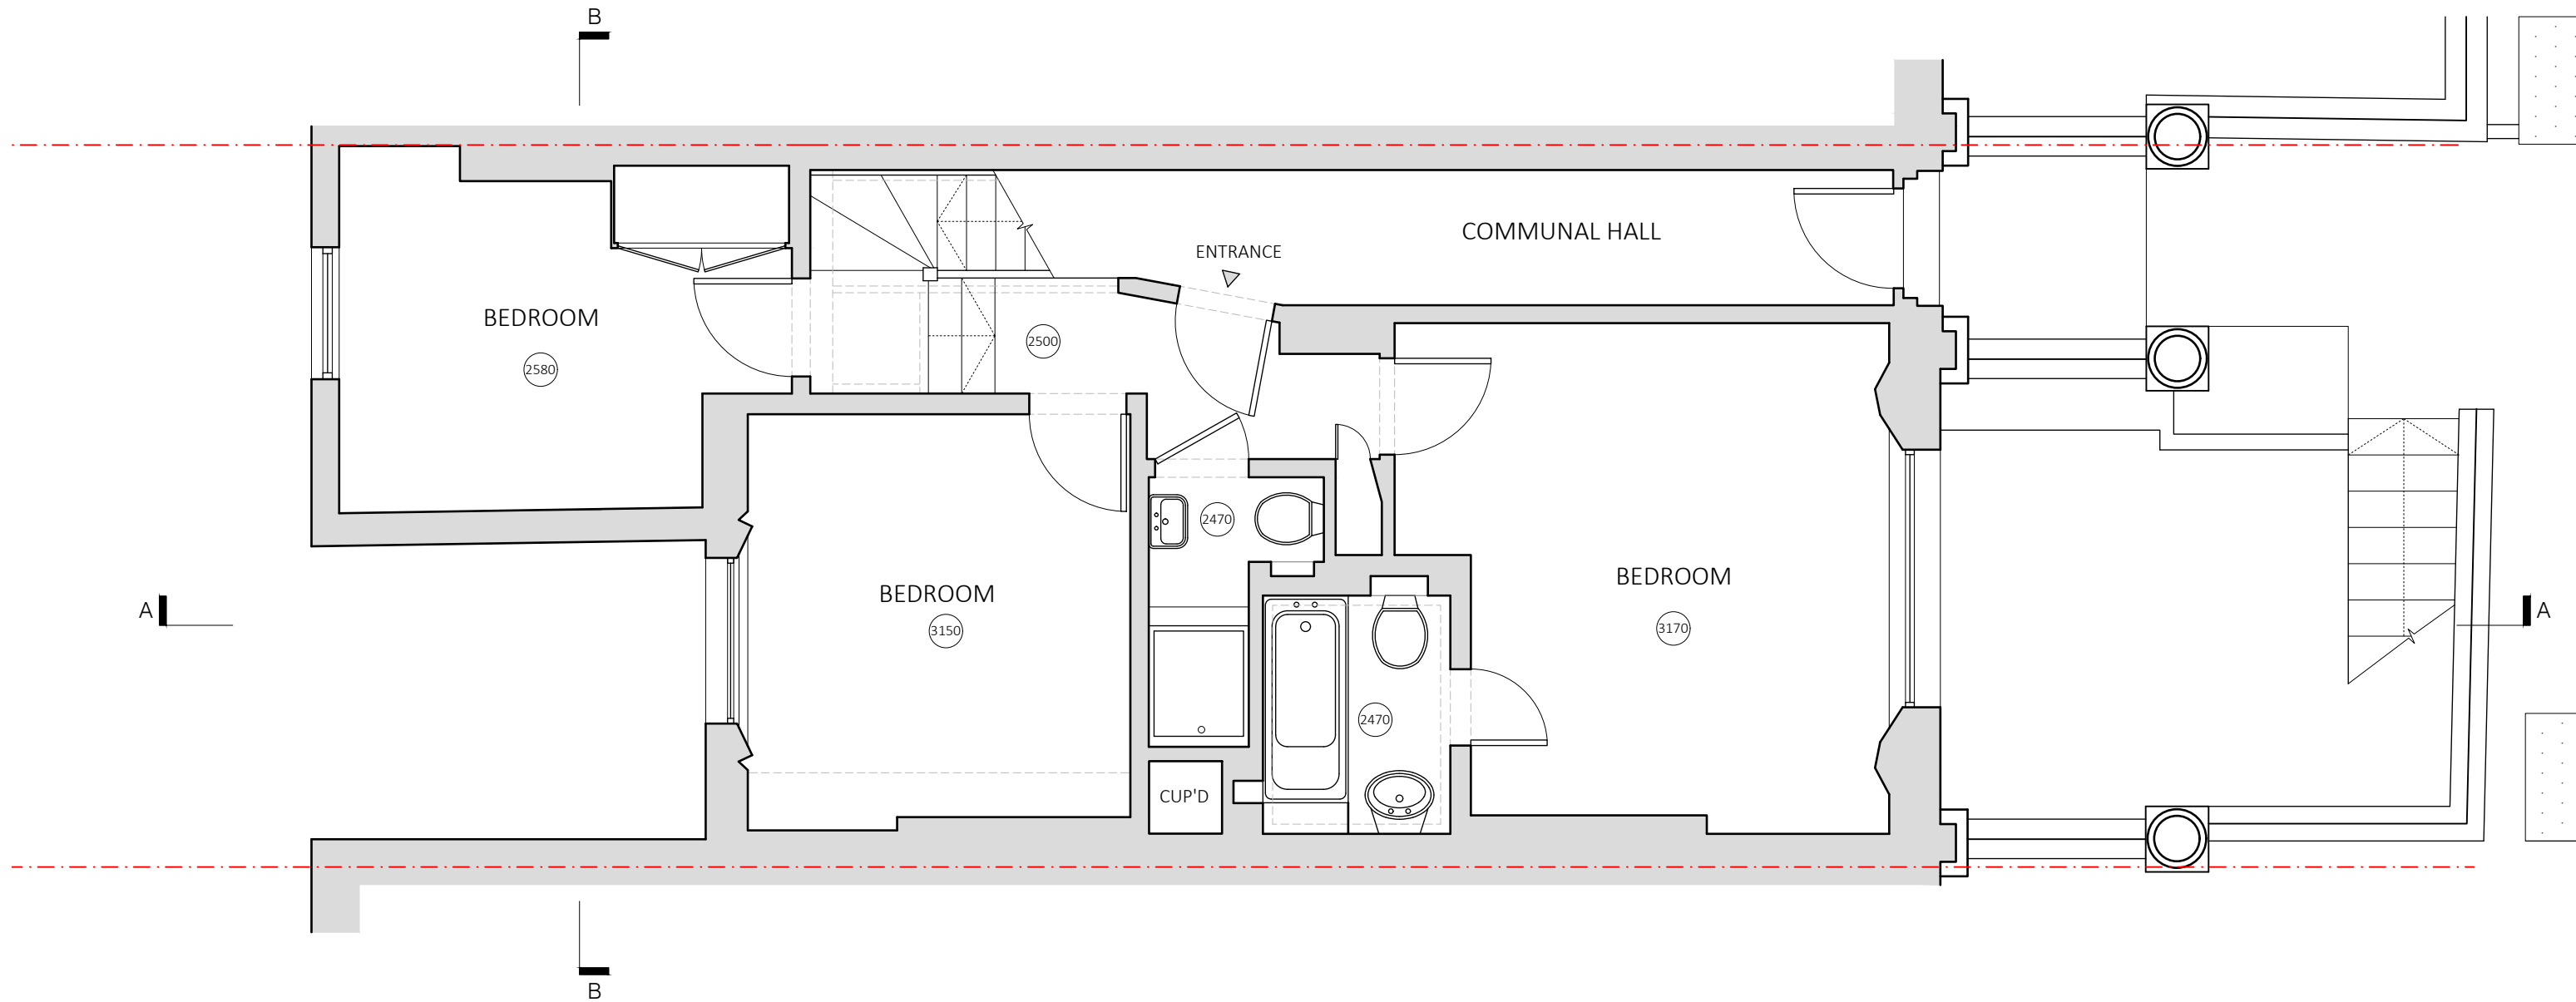 B
COMMUNAL HALL
ENTRANCE
BEDROOM
2500
2580
2470
BEDROOM
BEDROOM
A
A
3150
3170
2470
CUP'D
B